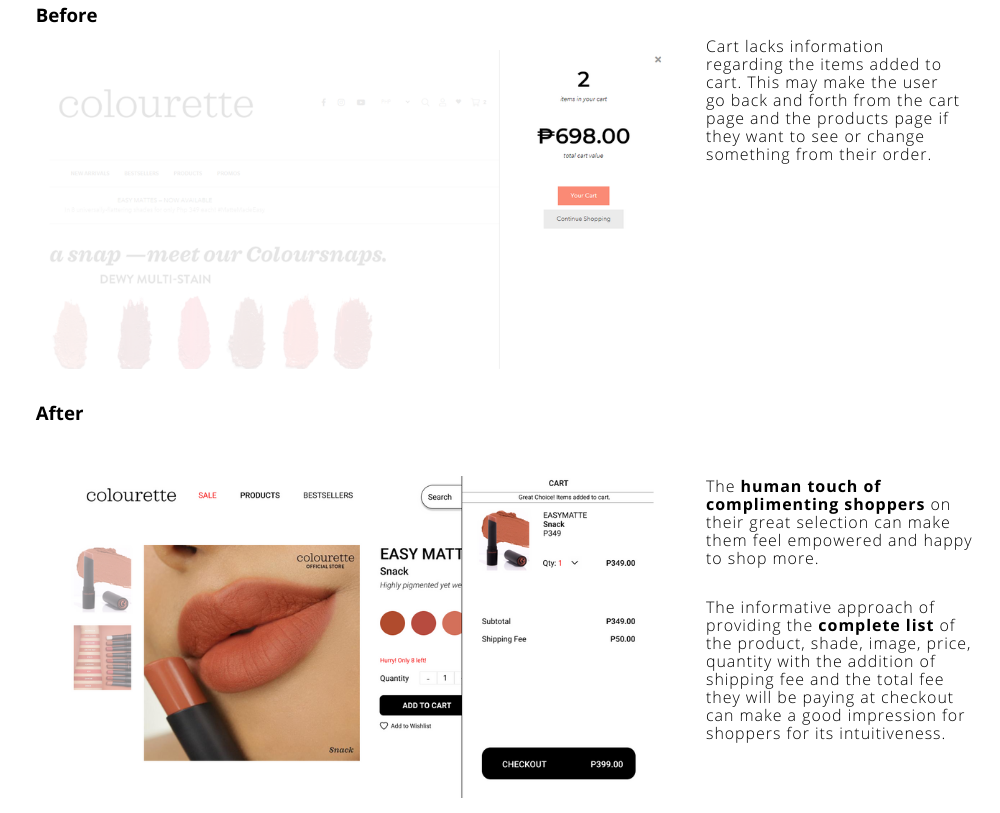 Before
Cart lacks information
regarding the items added to
cart. This may make the user
go back and forth from the cart
page and the products page if
they want to see or change
something from their order.
colourette
NEW ARRIVALS BESTSELLERS PRODUCTS
a snap —meet our Coloursnaps.
DEWY MULTI-STAIN
2
items in your cart
₱698.00
total cart value
Your Cart
Continue Shopping
After
colourette SALE PRODUCTS BESTSELLERS Search
colourette
OFFICIAL STORE
Snack
EASY MATT
Snack
Highly pigmented yet we
Hurry! Only 8 left!
Quantity - 1
ADD TO CART
Add to Wishlist
CART
Great Choice! Items added to cart.
EASYMATTE
Snack
P349
Qty: 1 P349.00
Subtotal P349.00
Shipping Fee P50.00
CHECKOUT P399.00
The human touch of
complimenting shoppers on
their great selection can make
them feel empowered and happy
to shop more.
The informative approach of
providing the complete list of
the product, shade, image, price,
quantity with the addition of
shipping fee and the total fee
they will be paying at checkout
can make a good impression for
shoppers for its intuitiveness.